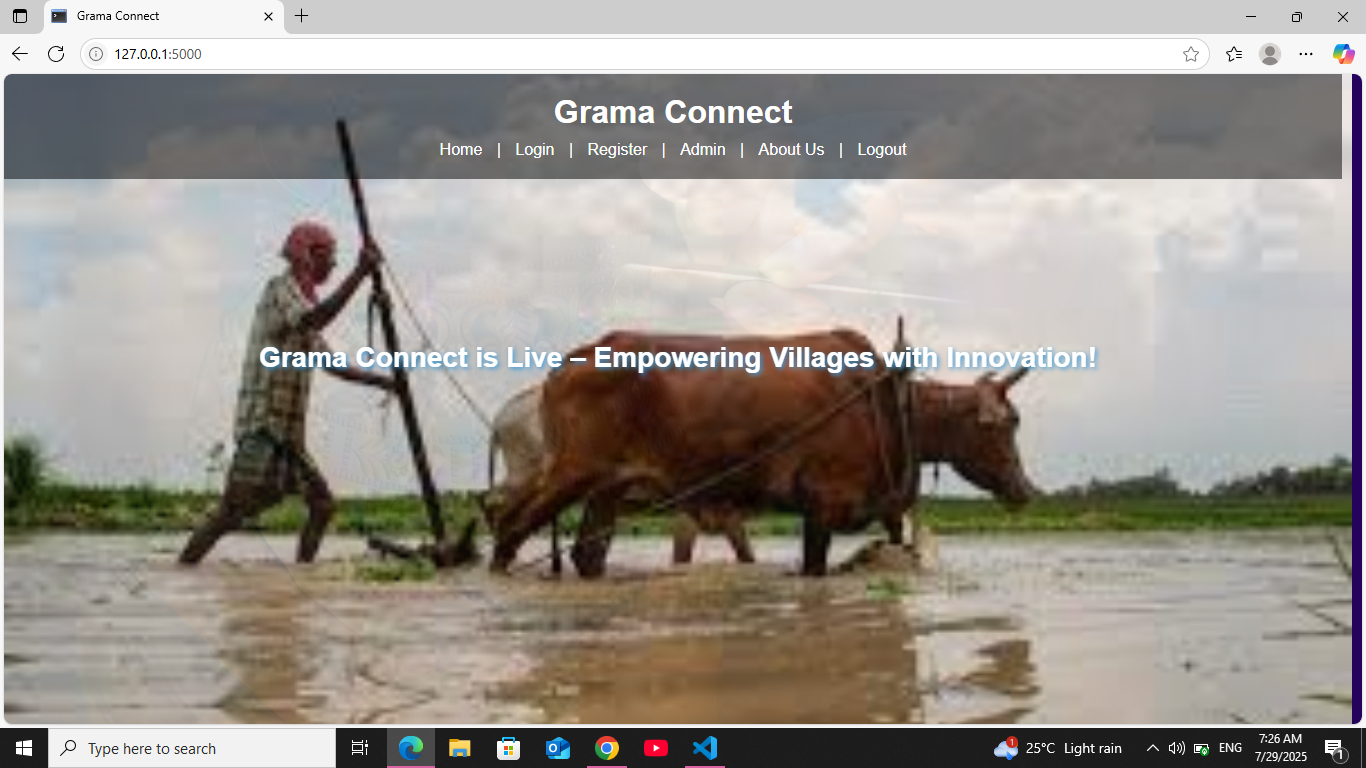 Grama Connect
127.0.0.1:5000
Grama Connect
Home | Login | Register | Admin | About Us | Logout
Grama Connect is Live – Empowering Villages with Innovation!
Type here to search
1
25°C Light rain
ENG
7:26 AM
7/29/2025
1